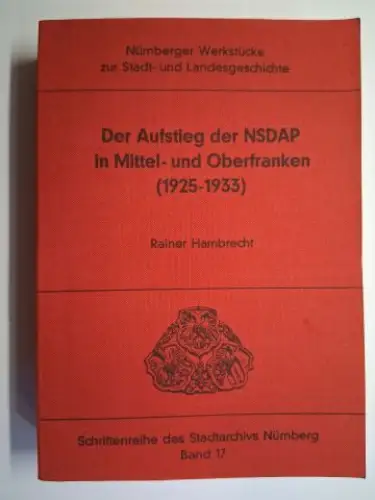 Nürnberger Werkstücke
zur Stadt- und Landesgeschichte
Der Aufstieg der NSDAP
in Mittel- und Oberfranken
(1925-1933)
Rainer Hambrecht
Schriftenreihe des Stadtarchivs Nürnberg
Band 17